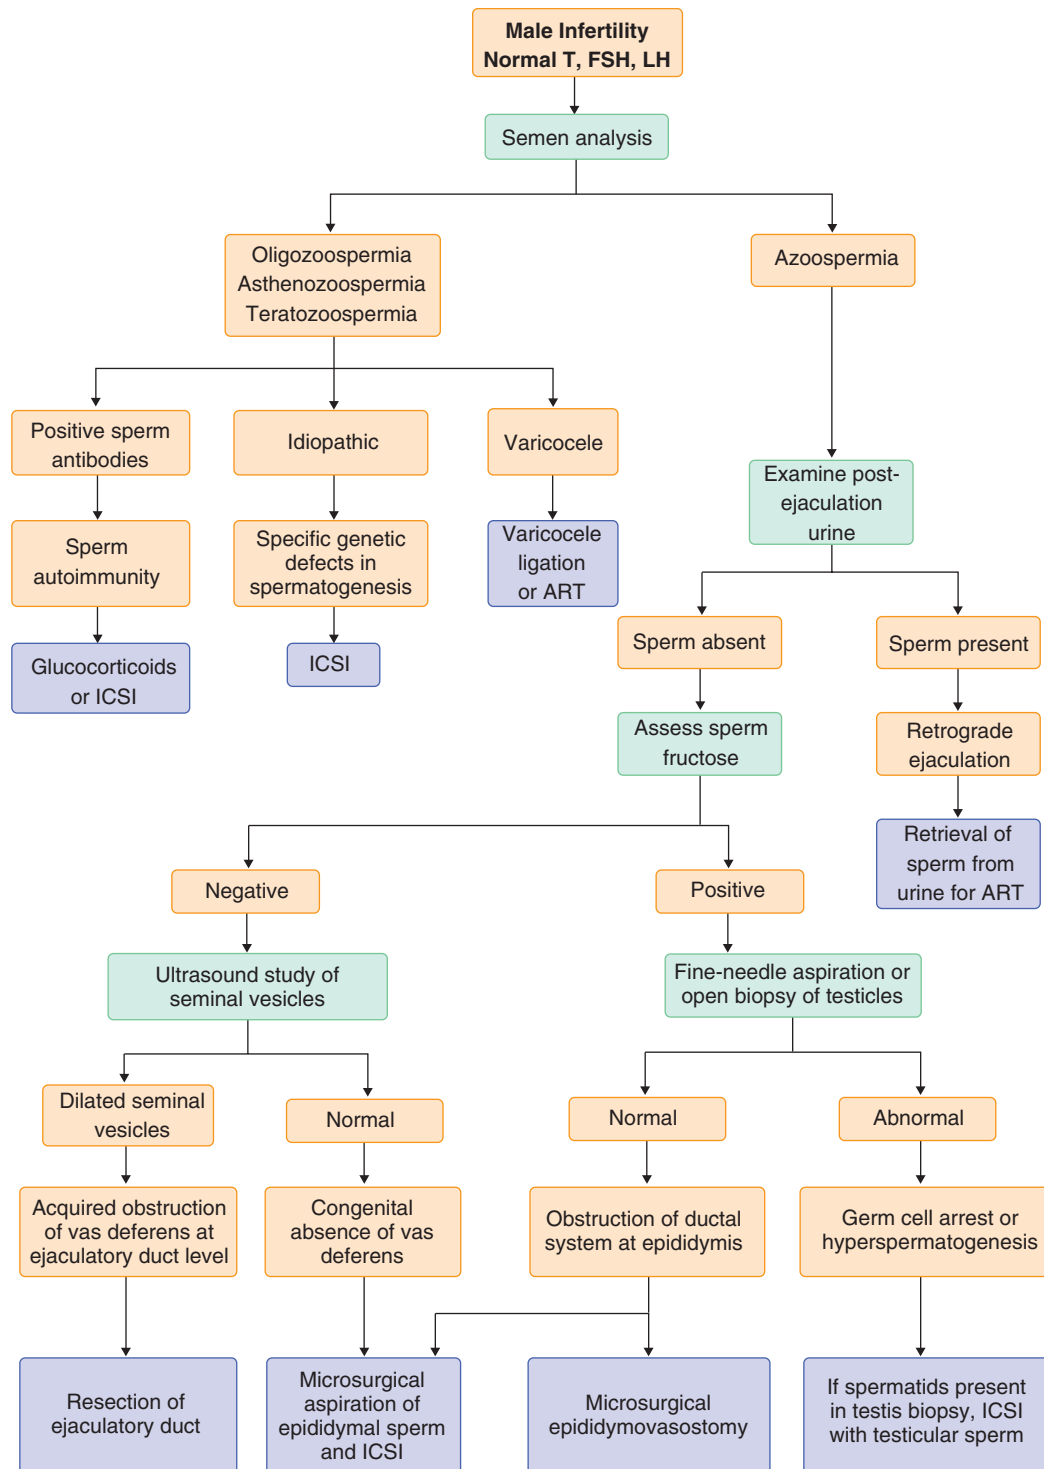 Male Infertility
Normal T, FSH, LH
Semen analysis
Oligozoospermia
Asthenozoospermia
Teratozoospermia
Azoospermia
Positive sperm
antibodies
Idiopathic
Varicocele
Examine post-
ejaculation
urine
Sperm
autoimmunity
Specific genetic
defects in
spermatogenesis
Varicocele
ligation
or ART
Glucocorticoids
or ICSI
ICSI
Sperm absent
Sperm present
Assess sperm
fructose
Retrograde
ejaculation
Retrieval of
sperm from
urine for ART
Negative
Positive
Ultrasound study of
seminal vesicles
Fine-needle aspiration or
open biopsy of testicles
Dilated seminal
vesicles
Normal
Normal
Abnormal
Acquired obstruction
of vas deferens at
ejaculatory duct level
Congenital
absence of vas
deferens
Obstruction of ductal
system at epididymis
Germ cell arrest or
hyperspermatogenesis
Resection of
ejaculatory duct
Microsurgical
aspiration of
epididymal sperm
and ICSI
Microsurgical
epididymovasostomy
If spermatids present
in testis biopsy, ICSI
with testicular sperm